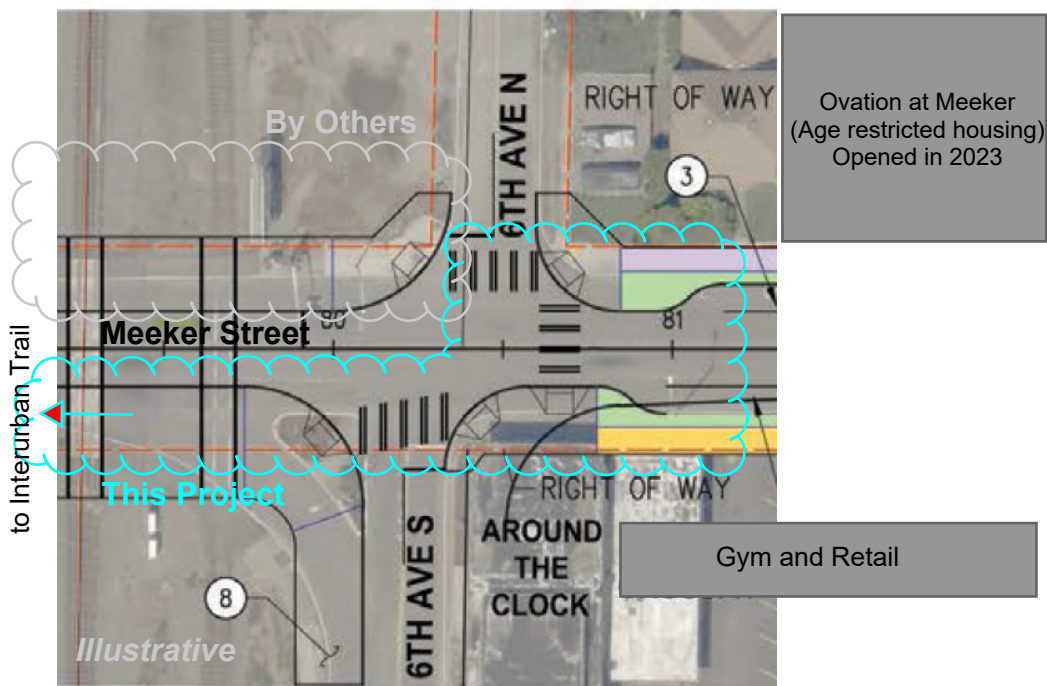 By Others
6TH AVE N
RIGHT OF WAY
3
Ovation at Meeker
(Age restricted housing)
Opened in 2023
Meeker Street
81
to Interurban Trail
This Project
RIGHT OF WAY
AROUND
THE
CLOCK
Gym and Retail
8
6TH AVE S
Illustrative